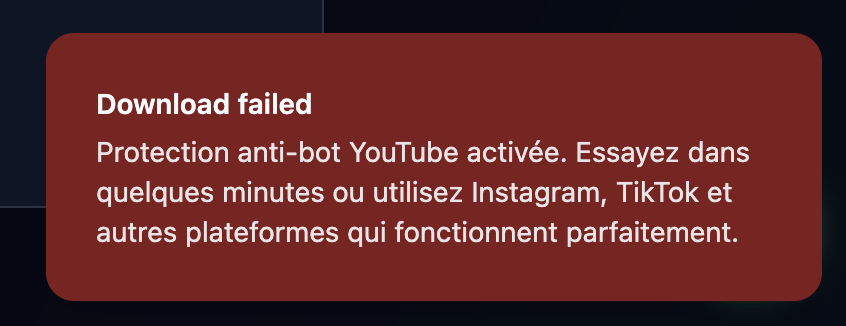 Download failed
Protection anti-bot YouTube activée. Essayez dans
quelques minutes ou utilisez Instagram, TikTok et
autres plateformes qui fonctionnent parfaitement.